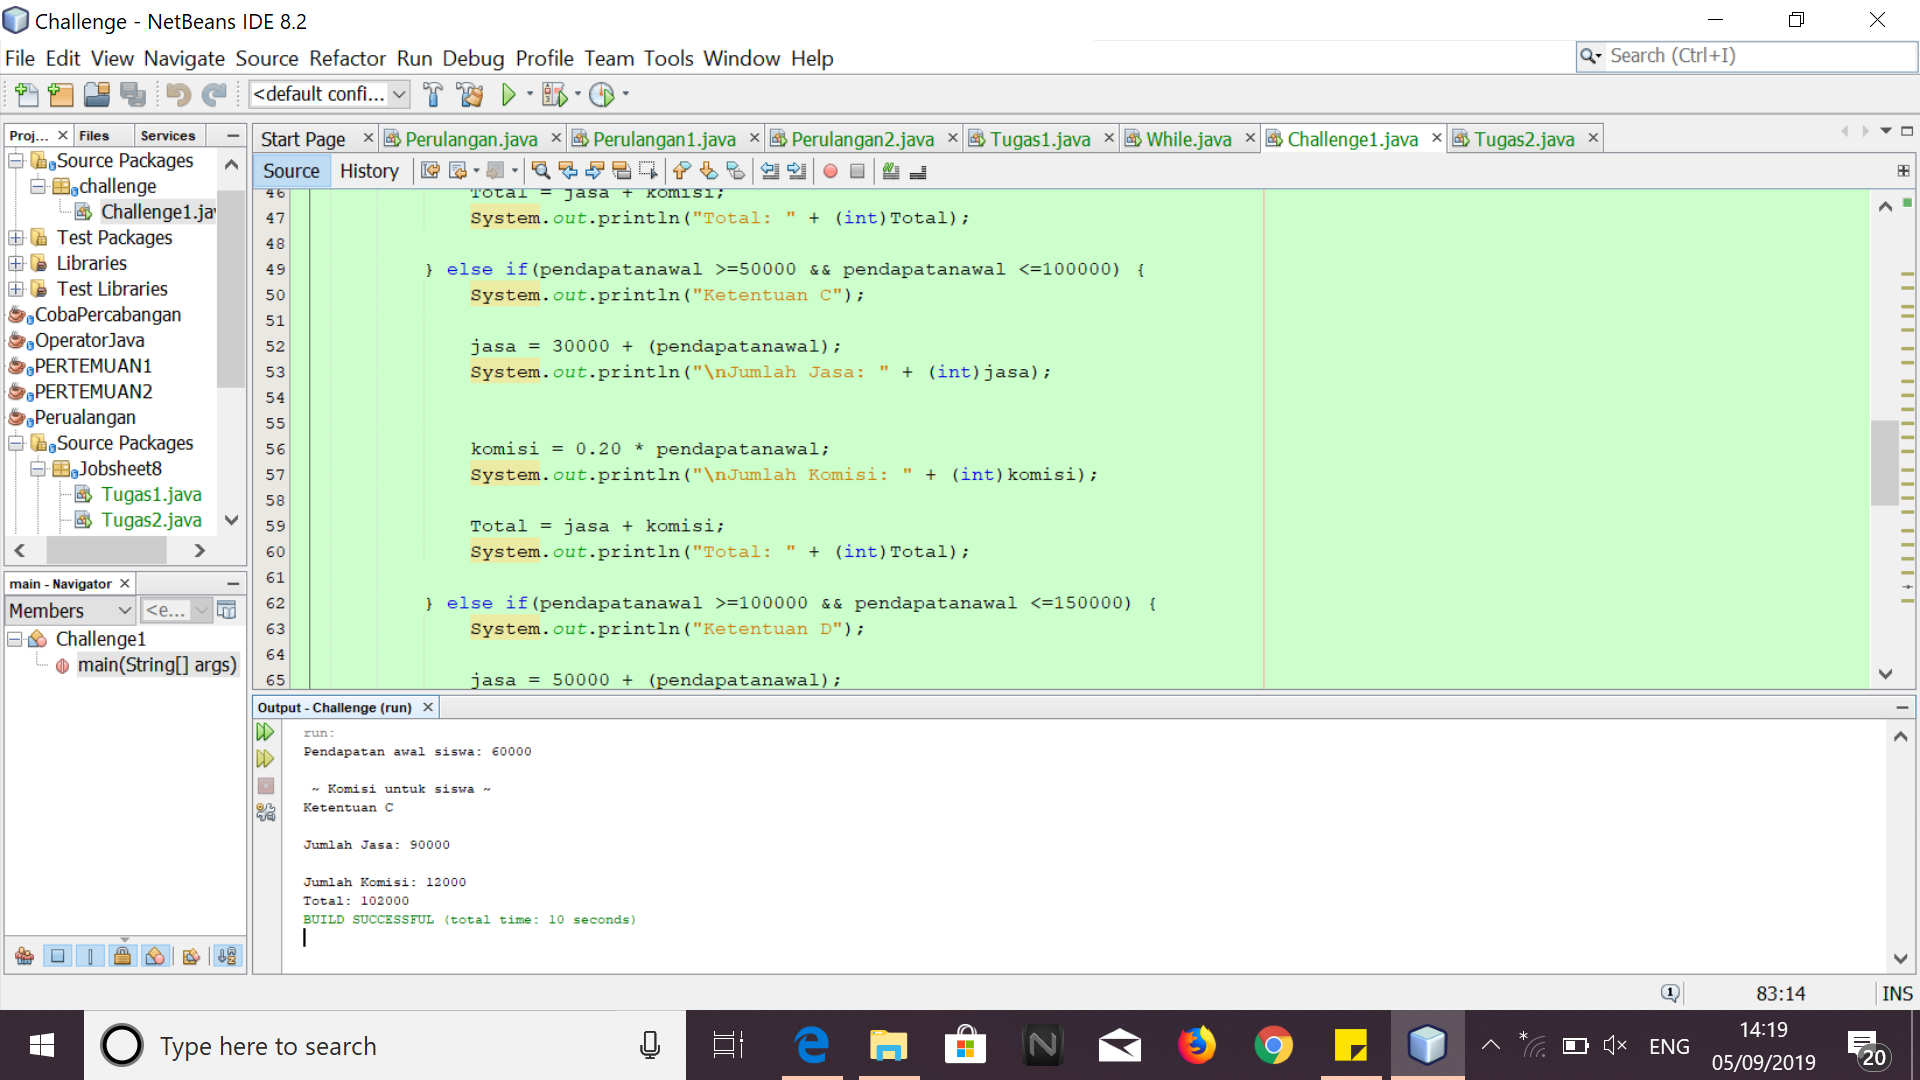 Challenge - NetBeans IDE 8.2
File Edit View Navigate Source Refactor Run Debug Profile Team Tools Window Help
Search (Ctrl+I)
<default confi...
Proj... Files Services
Source Packages
challenge
Challenge1.ja
Test Packages
Libraries
Test Libraries
CobaPercabangan
OperatorJava
PERTEMUAN1
PERTEMUAN2
Perualangan
Source Packages
Jobsheet8
Tugas1.java
Tugas2.java
main - Navigator
Members <e...
Challenge1
main(String[] args)
Start Page Perulangan.java Perulangan1.java Perulangan2.java Tugas1.java While.java Challenge1.java Tugas2.java
Source History
46 Total = jasa + komisi;
47 System.out.println("Total: " + (int)Total);
48
49 } else if(pendapatanawal >=50000 && pendapatanawal <=100000) {
50 System.out.println("Ketentuan C");
51
52 jasa = 30000 + (pendapatanawal);
53 System.out.println("\nJumlah Jasa: " + (int)jasa);
54
55
56 komisi = 0.20 * pendapatanawal;
57 System.out.println("\nJumlah Komisi: " + (int)komisi);
58
59 Total = jasa + komisi;
60 System.out.println("Total: " + (int)Total);
61
62 } else if(pendapatanawal >=100000 && pendapatanawal <=150000) {
63 System.out.println("Ketentuan D");
64
65 jasa = 50000 + (pendapatanawal);
Output - Challenge (run)
run:
Pendapatan awal siswa: 60000
~ Komisi untuk siswa ~
Ketentuan C
Jumlah Jasa: 90000
Jumlah Komisi: 12000
Total: 102000
BUILD SUCCESSFUL (total time: 10 seconds)
1 83:14 INS
Type here to search
ENG
14:19
05/09/2019
20